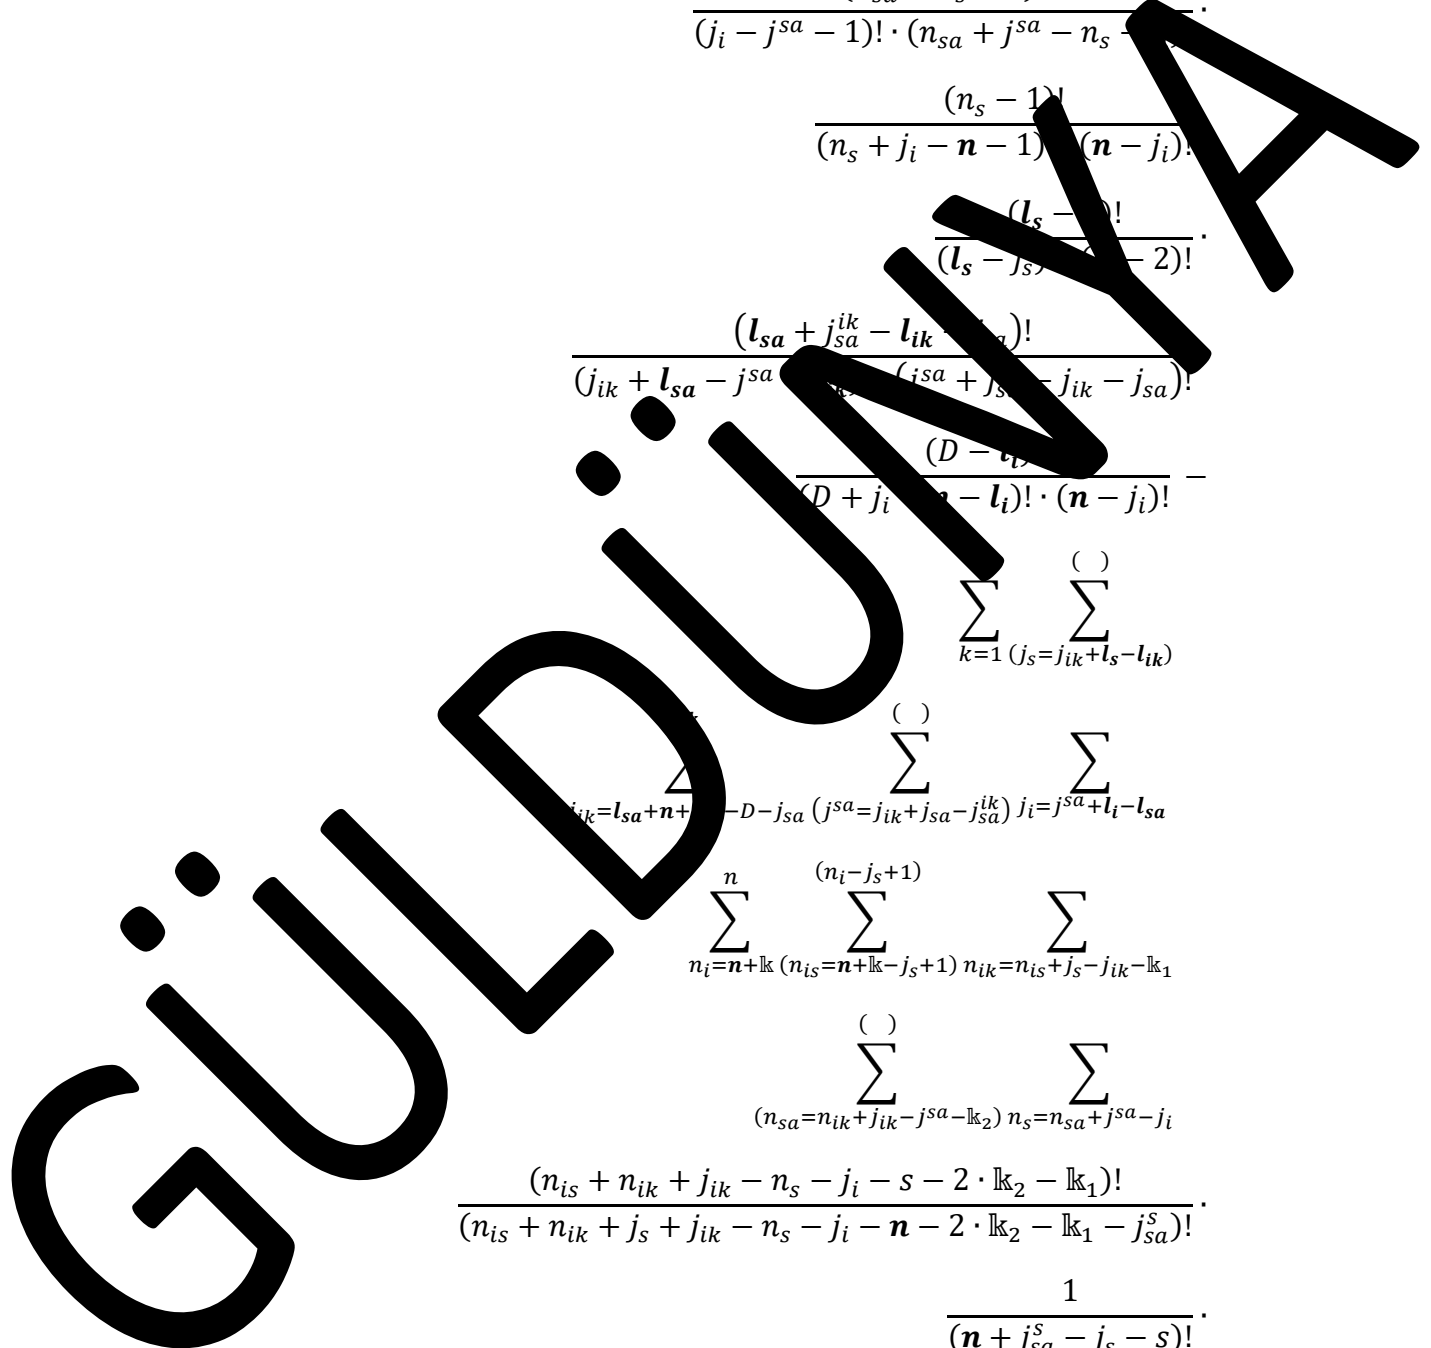 (j_i − j^{sa} − 1)! · (n_{sa} + j^{sa} − n_s −
(n_s − 1)!
(n_s + j_i − **n** − 1) (**n** − j_i)!
(l_s − )!
(l_s − j_s) − 2)! ·
(l_{sa} + j_{sa}^{ik} − l_{ik} )!
(j_{ik} + l_{sa} − j^{sa} (j^{sa} + − j_{ik} − j_{sa})!
(D − l_i)
(D + j_i − l_i)! · (n − j_i)! −
( )
∑ ∑
k=1 (j_s=j_{ik}+l_s−l_{ik})
( )
∑ ∑ ∑
j_{ik}=l_{sa}+n+ −D−j_{sa} (j^{sa}=j_{ik}+j_{sa}−j_{sa}^{ik}) j_i=j^{sa}+l_i−l_{sa}
n (n_i−j_s+1)
∑ ∑ ∑
n_i=n+𝕜 (n_{is}=n+𝕜−j_s+1) n_{ik}=n_{is}+j_s−j_{ik}−𝕜_1
( )
∑ ∑
(n_{sa}=n_{ik}+j_{ik}−j^{sa}−𝕜_2) n_s=n_{sa}+j^{sa}−j_i
(n_{is} + n_{ik} + j_{ik} − n_s − j_i − s − 2 · 𝕜_2 − 𝕜_1)!
(n_{is} + n_{ik} + j_s + j_{ik} − n_s − j_i − n − 2 · 𝕜_2 − 𝕜_1 − j_{sa}^s)! ·
1
(n + j_{sa}^s − j_s − s)! ·
GÜLDÜNYA